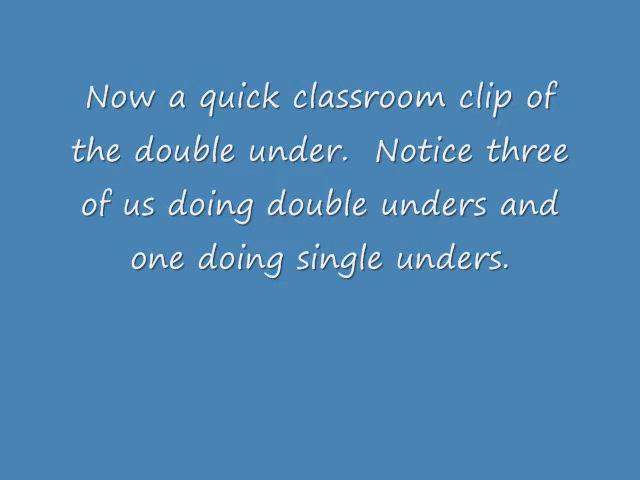 Now a quick classroom clip of
the double under.  Notice three
of us doing double unders and
one doing single unders.